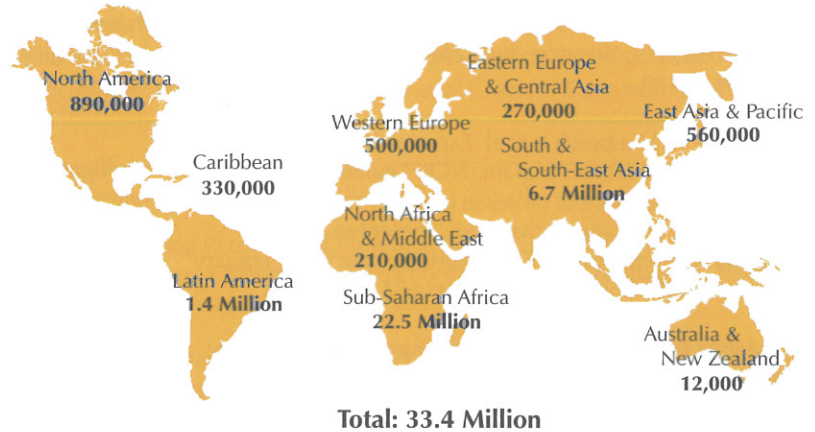 North America
890,000
Caribbean
330,000
Latin America
1.4 Million
Western Europe
500,000
North Africa
& Middle East
210,000
Sub-Saharan Africa
22.5 Million
Eastern Europe
& Central Asia
270,000
South &
South-East Asia
6.7 Million
East Asia & Pacific
560,000
Australia &
New Zealand
12,000
Total: 33.4 Million